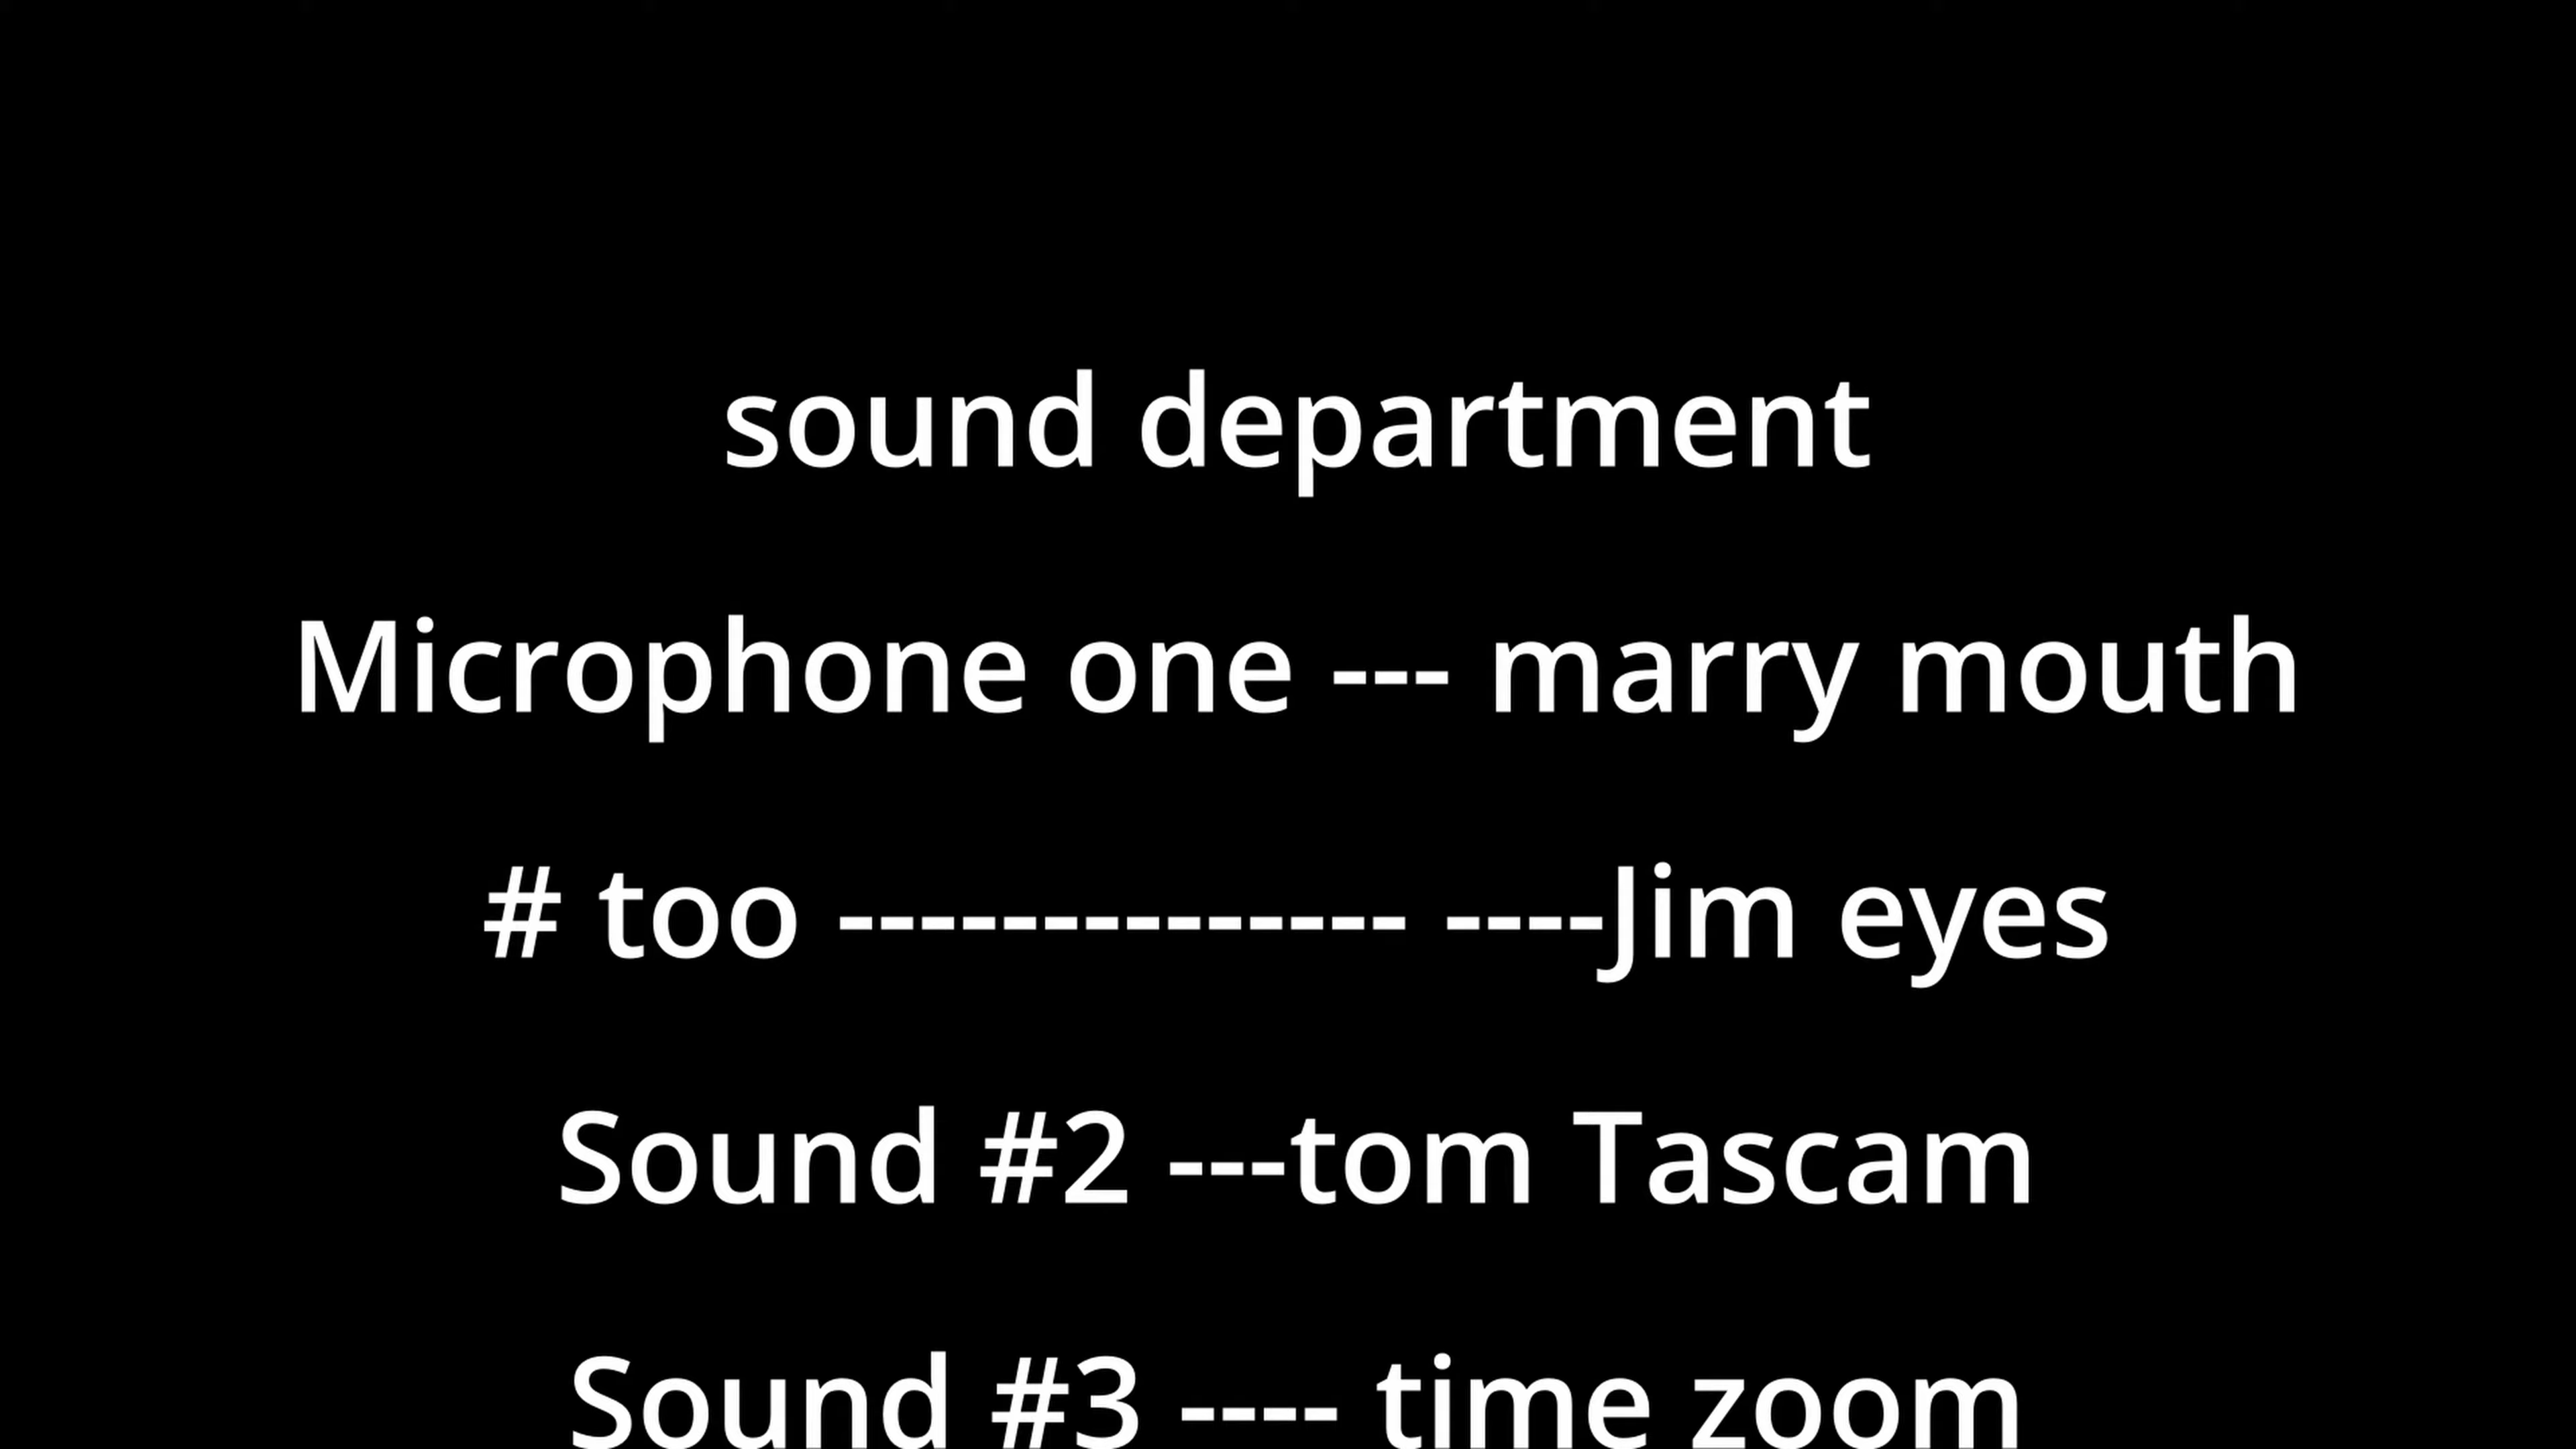 sound department
Microphone one --- marry mouth
# too -------------- ----Jim eyes
Sound #2 ---tom Tascam
Sound #3 ---- time zoom